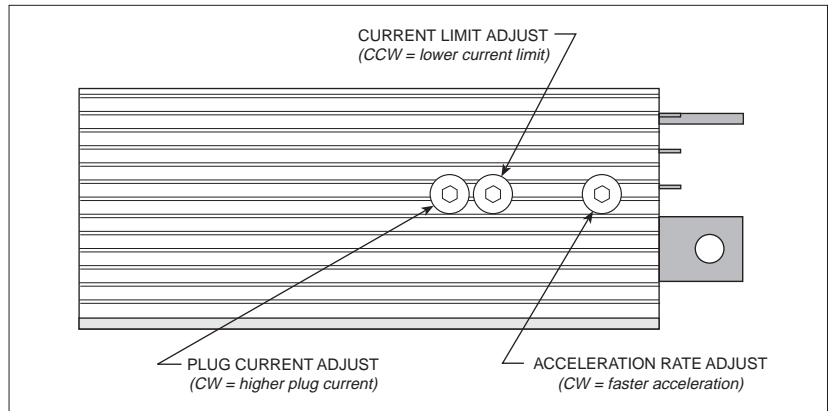 CURRENT LIMIT ADJUST
(CCW = lower current limit)
PLUG CURRENT ADJUST
(CW = higher plug current)
ACCELERATION RATE ADJUST
(CW = faster acceleration)